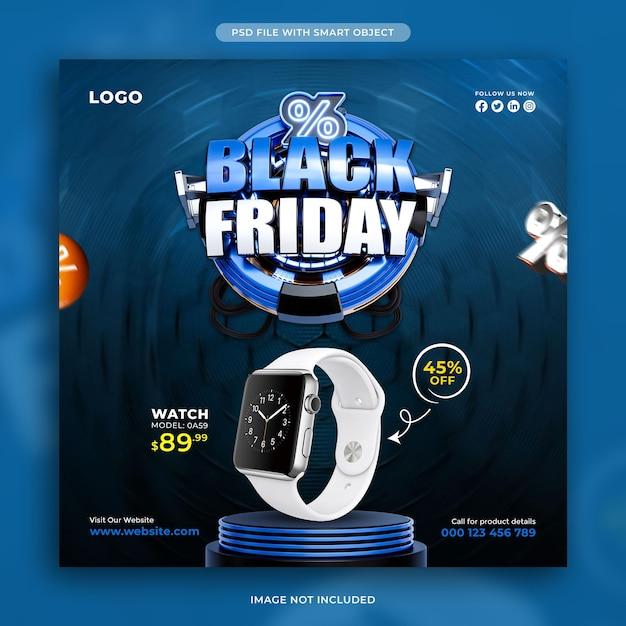 PSD FILE WITH SMART OBJECT
LOGO
FOLLOW US NOW
%
BLACK
FRIDAY
%
%
45%
OFF
WATCH
MODEL: 0A59
$89.99
Visit Our Website
www.website.com
Call for product details
000 123 456 789
IMAGE NOT INCLUDED